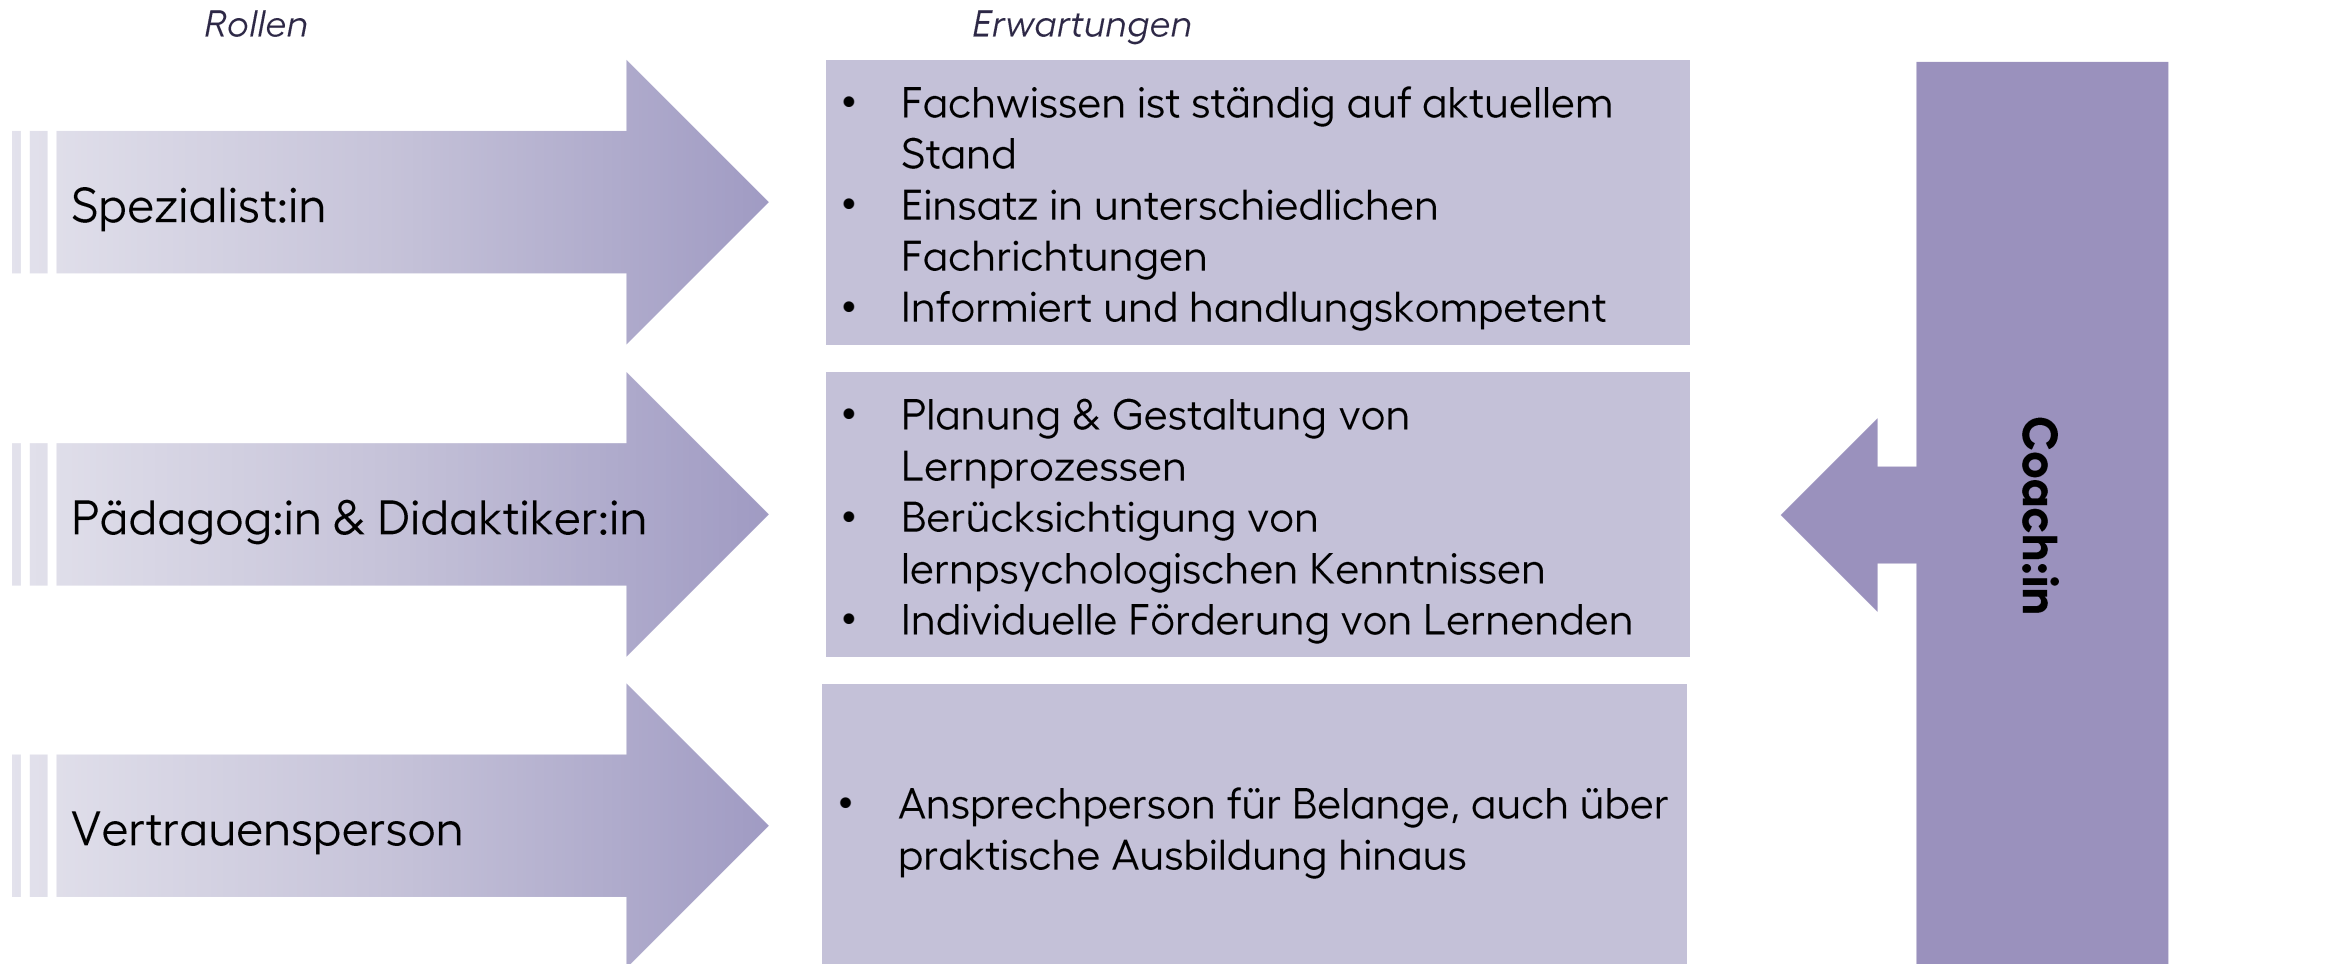 Rollen
Erwartungen
Spezialist:in
• Fachwissen ist ständig auf aktuellem
Stand
• Einsatz in unterschiedlichen
Fachrichtungen
• Informiert und handlungskompetent
Pädagog:in & Didaktiker:in
• Planung & Gestaltung von
Lernprozessen
• Berücksichtigung von
lernpsychologischen Kenntnissen
• Individuelle Förderung von Lernenden
Vertrauensperson
• Ansprechperson für Belange, auch über
praktische Ausbildung hinaus
Coach:in